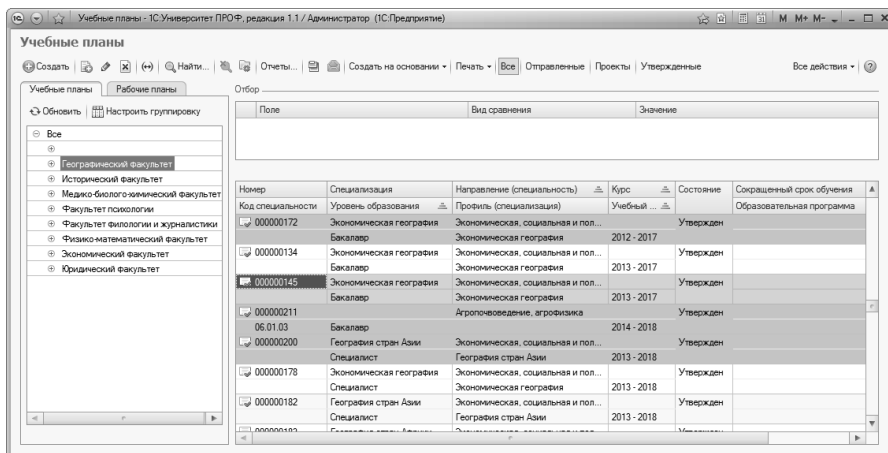 Учебные планы - 1С:Университет ПРОФ, редакция 1.1 / Администратор (1С:Предприятие) M M+ M-
Учебные планы
Создать Найти... Отчеты... Создать на основании Печать Все Отправленные Проекты Утвержденные Все действия
Учебные планы Рабочие планы
Обновить Настроить группировку
Все
Географический факультет
Исторический факультет
Медико-биолого-химический факультет
Факультет психологии
Факультет филологии и журналистики
Физико-математический факультет
Экономический факультет
Юридический факультет
Отбор
Поле Вид сравнения Значение
Номер Специализация Направление (специальность) Курс Состояние Сокращенный срок обучения
Код специальности Уровень образования Профиль (специализация) Учебный ... Образовательная программа
000000172 Экономическая география Экономическая, социальная и пол... Утвержден
Бакалавр Экономическая география 2012 - 2017
000000134 Экономическая география Экономическая, социальная и пол... Утвержден
Бакалавр Экономическая география 2013 - 2017
000000145 Экономическая география Экономическая, социальная и пол... Утвержден
Бакалавр Экономическая география 2013 - 2017
000000211 Агропочвоведение, агрофизика Утвержден
06.01.03 Бакалавр 2014 - 2018
000000200 География стран Азии Экономическая, социальная и пол... Утвержден
Специалист География стран Азии 2013 - 2018
000000178 Экономическая география Экономическая, социальная и пол... Утвержден
Специалист Экономическая география 2013 - 2018
000000182 География стран Азии Экономическая, социальная и пол... Утвержден
Специалист География стран Азии 2013 - 2018